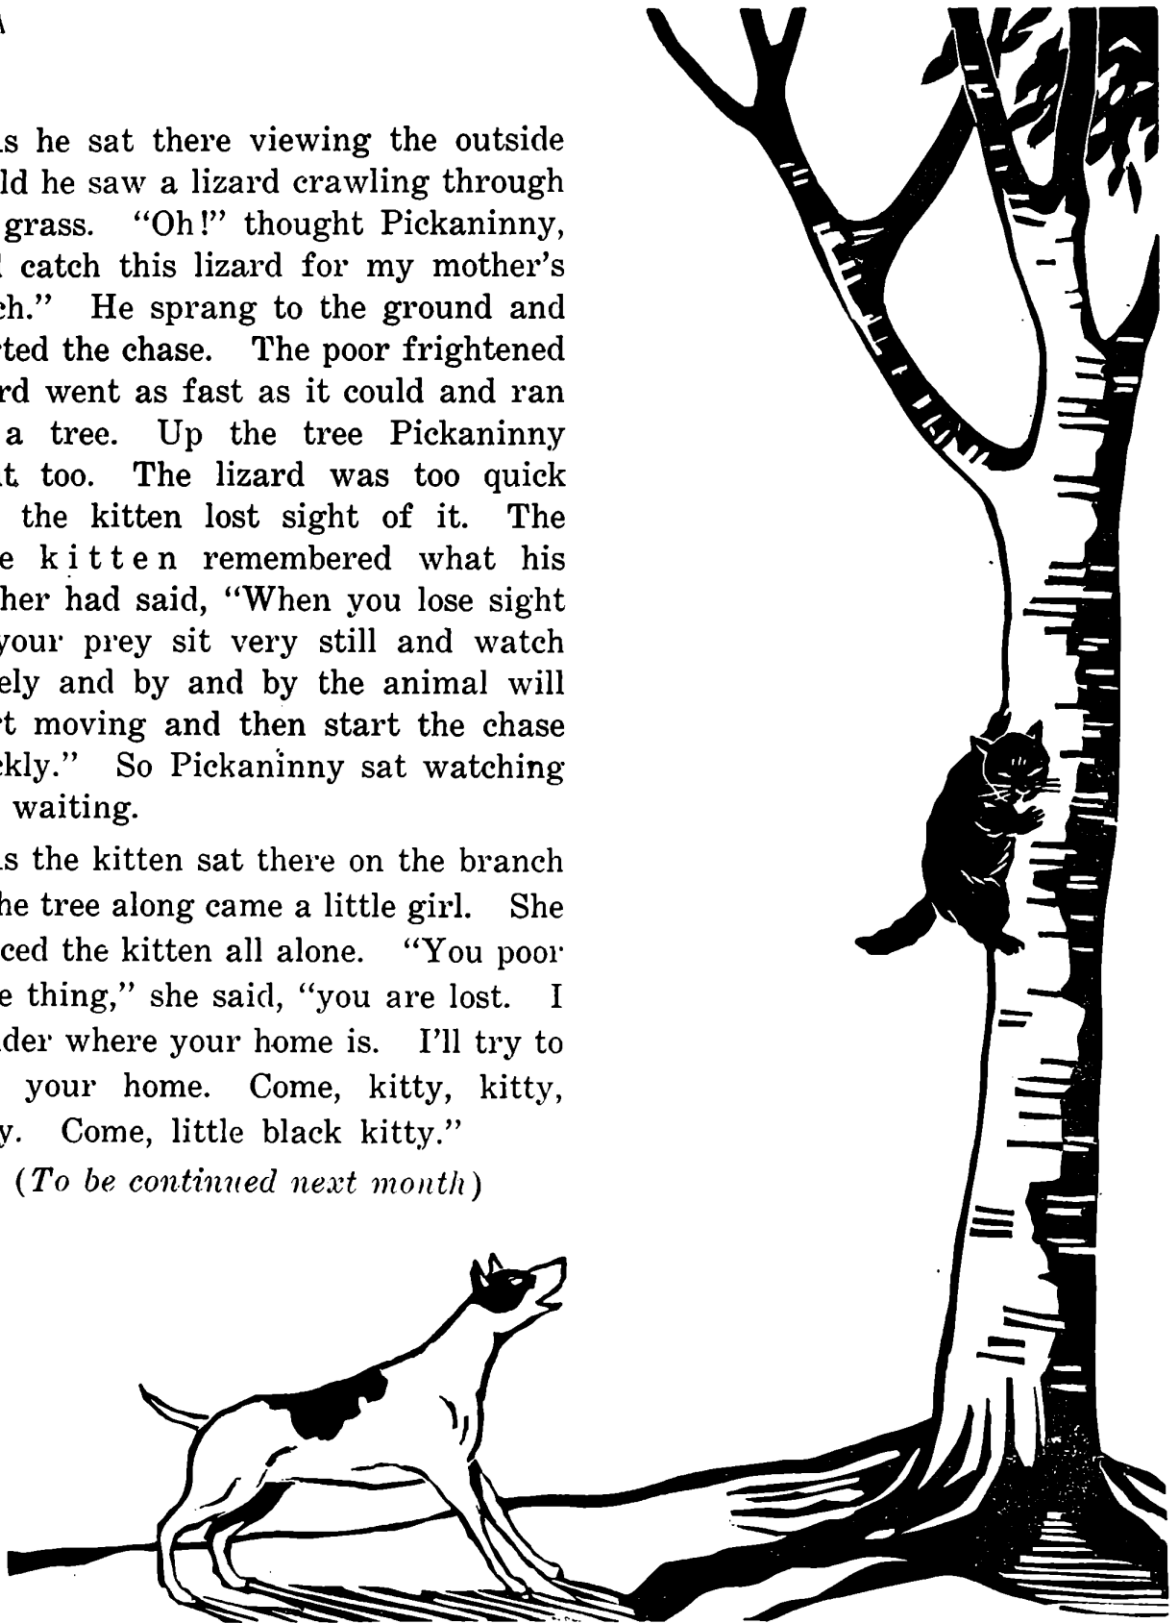 s he sat there viewing the outside
ld he saw a lizard crawling through
grass. “Oh!” thought Pickaninny,
catch this lizard for my mother’s
ch.” He sprang to the ground and
ted the chase. The poor frightened
rd went as fast as it could and ran
a tree. Up the tree Pickaninny
t too. The lizard was too quick
the kitten lost sight of it. The
e kitten remembered what his
her had said, “When you lose sight
your prey sit very still and watch
ely and by and by the animal will
t moving and then start the chase
kly.” So Pickaninny sat watching
waiting.
s the kitten sat there on the branch
he tree along came a little girl. She
ced the kitten all alone. “You poor
e thing,” she said, “you are lost. I
der where your home is. I’ll try to
your home. Come, kitty, kitty,
y. Come, little black kitty.”
(To be continued next month)